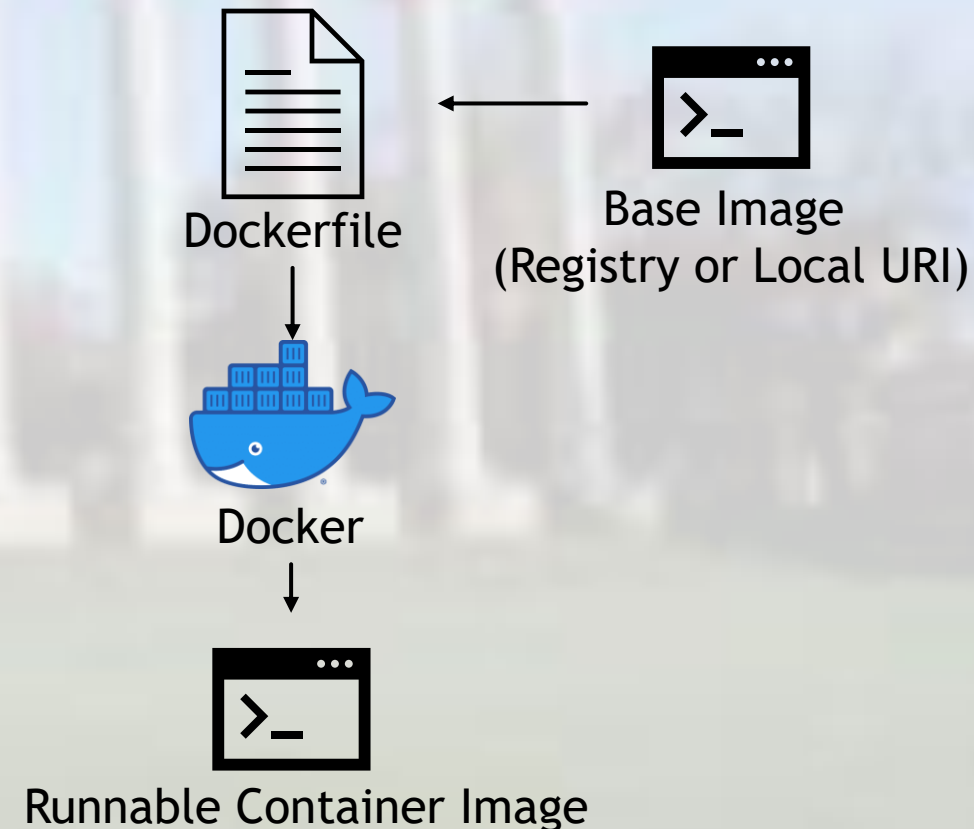 Dockerfile
Base Image
(Registry or Local URI)
Docker
Runnable Container Image